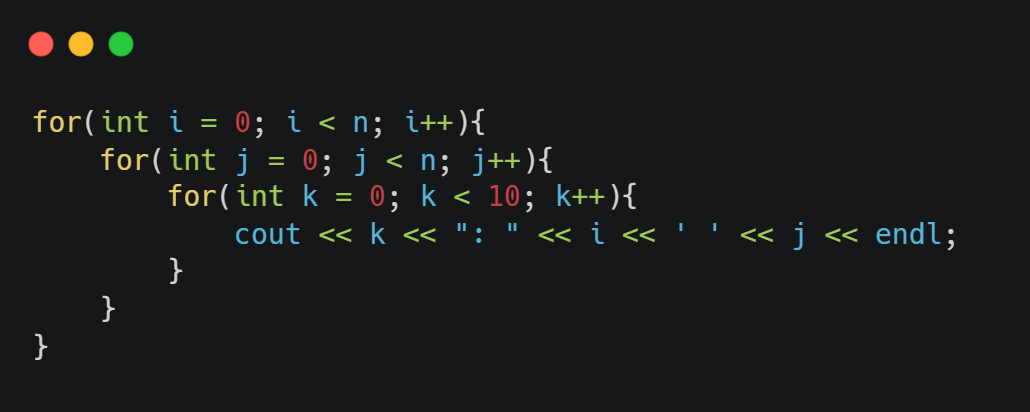 for(int i = 0; i < n; i++){
    for(int j = 0; j < n; j++){
        for(int k = 0; k < 10; k++){
            cout << k << ": " << i << ' ' << j << endl;
        }
    }
}